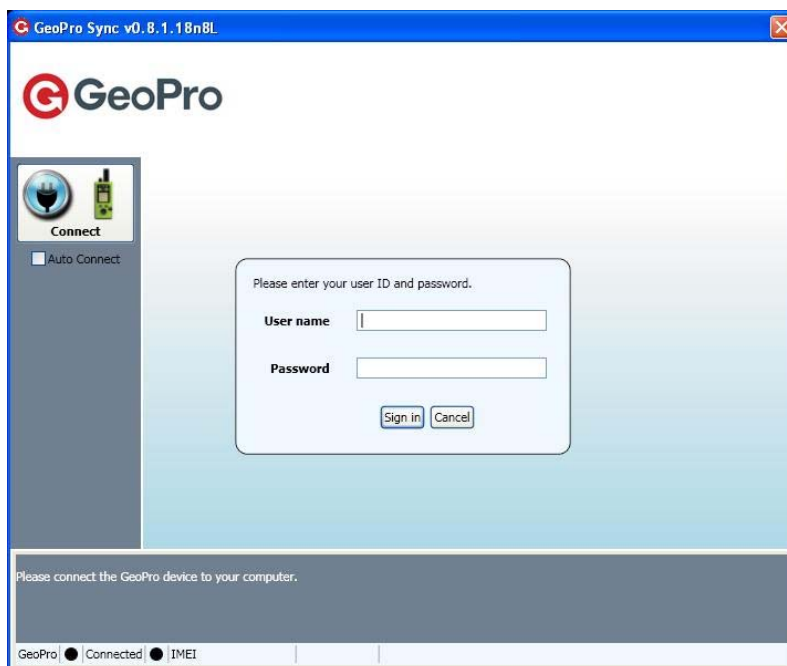 GeoPro Sync v0.8.1.18n8L
GeoPro
Connect
Auto Connect
Please enter your user ID and password.
User name
Password
Sign in Cancel
Please connect the GeoPro device to your computer.
GeoPro Connected IMEI